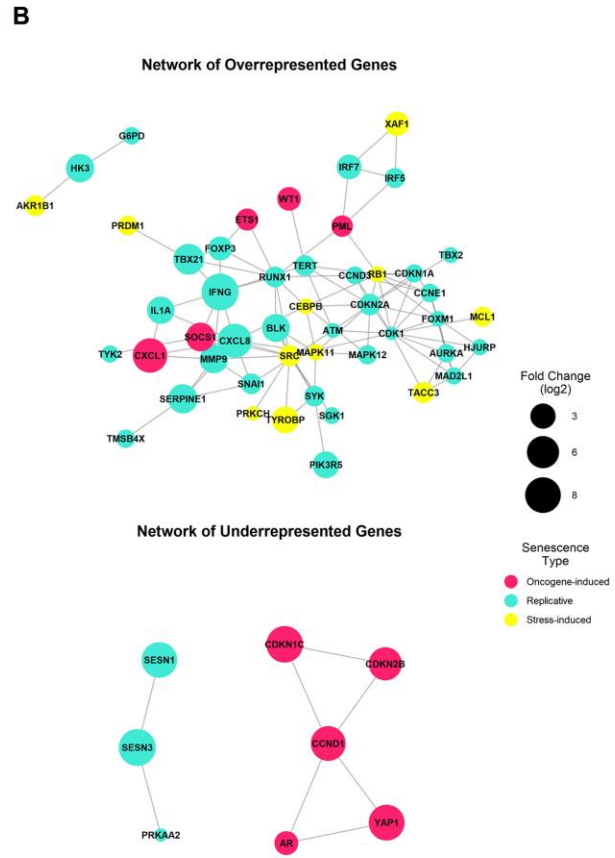 B
Network of Overrepresented Genes
XAF1
G6PD
HK3
IRF7
IRF5
AKR1B1
WT1
ETS1
PML
PRDM1
FOXP3
TBX2
TBX21
TERT
RUNX1
CCND3
RB1
CDKN1A
IFNG
CCNE1
IL1A
CEBPB
CDKN2A
FOXM1
MCL1
SOCS1
CXCL8
BLK
ATM
CDK1
HJURP
TYK2
CXCL1
MMP9
SRC
MAPK11
MAPK12
AURKA
MAD2L1
SNAI1
SERPINE1
SYK
TACC3
PRKCH
TYROBP
SGK1
TMSB4X
PIK3R5
Fold Change
(log2)
3
6
8
Network of Underrepresented Genes
Senescence
Type
Oncogene-induced
Replicative
Stress-induced
CDKN1C
SESN1
CDKN2B
SESN3
CCND1
PRKAA2
AR
YAP1